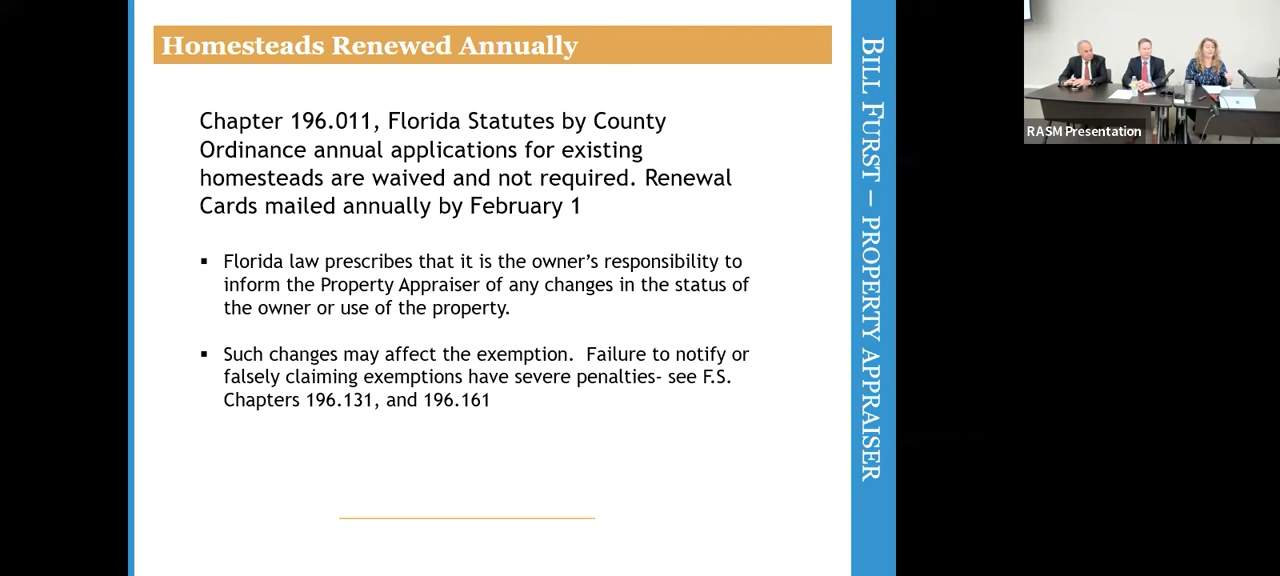 Homesteads Renewed Annually
Chapter 196.011, Florida Statutes by County
Ordinance annual applications for existing
homesteads are waived and not required. Renewal
Cards mailed annually by February 1
▪ Florida law prescribes that it is the owner's responsibility to
inform the Property Appraiser of any changes in the status of
the owner or use of the property.
▪ Such changes may affect the exemption.  Failure to notify or
falsely claiming exemptions have severe penalties- see F.S.
Chapters 196.131, and 196.161
BILL FURST – PROPERTY APPRAISER
RASM Presentation